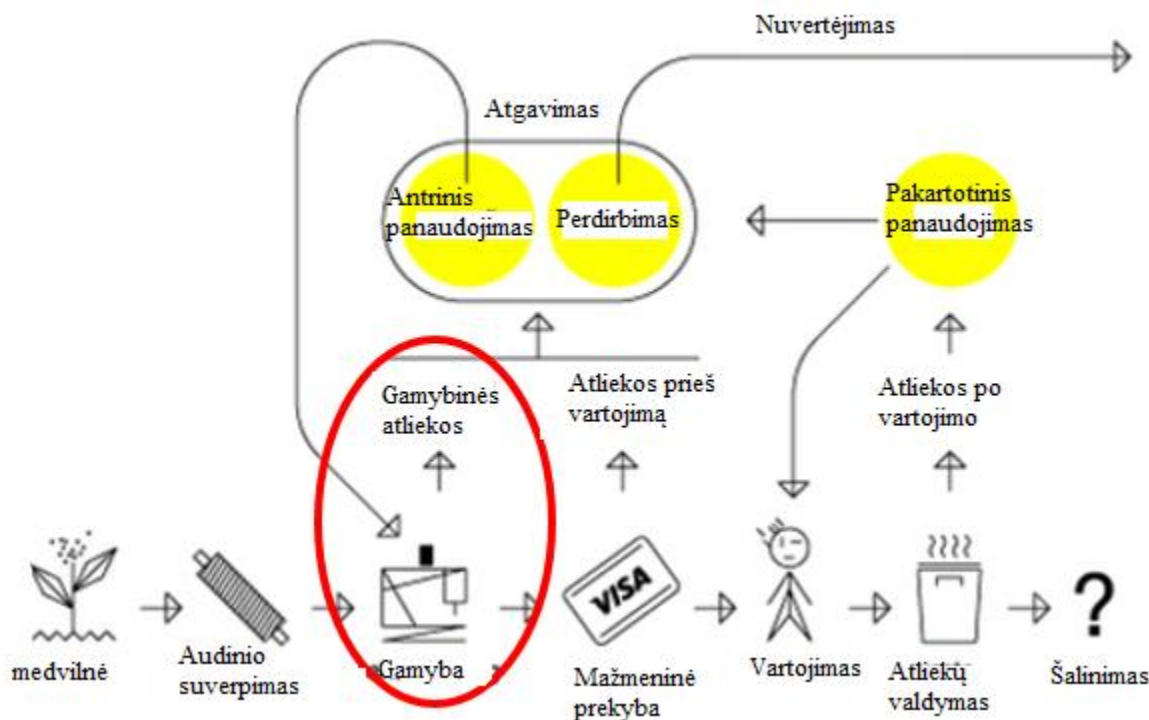 Nuvertėjimas
Atgavimas
Antrinis
panaudojimas
Perdirbimas
Pakartotinis
panaudojimas
Gamybinės
atliekos
Atliekos prieš
vartojimą
Atliekos po
vartojimo
VISA
medvilnė
Audinio
suverpimas
Gamyba
Mažmeninė
prekyba
Vartojimas
Atliekų
valdymas
?
Šalinimas